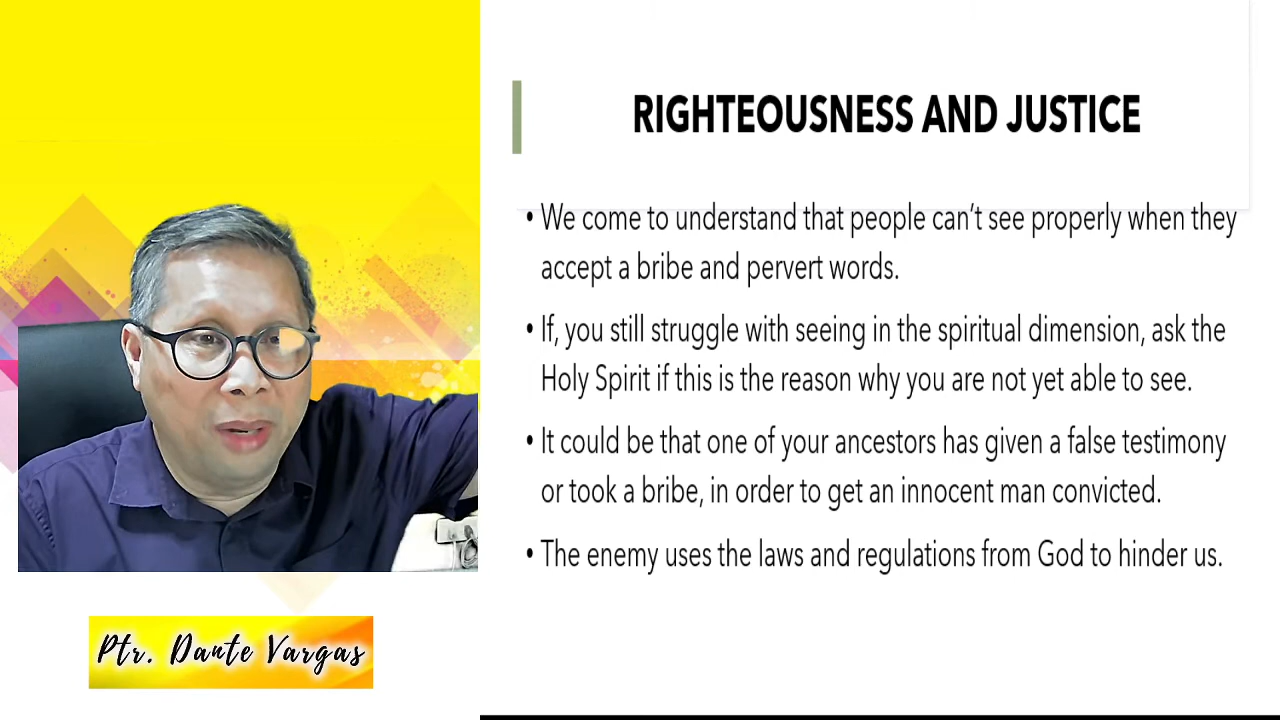 RIGHTEOUSNESS AND JUSTICE
• We come to understand that people can't see properly when they
accept a bribe and pervert words.
• If, you still struggle with seeing in the spiritual dimension, ask the
Holy Spirit if this is the reason why you are not yet able to see.
• It could be that one of your ancestors has given a false testimony
or took a bribe, in order to get an innocent man convicted.
• The enemy uses the laws and regulations from God to hinder us.
Ptr. Dante Vargas